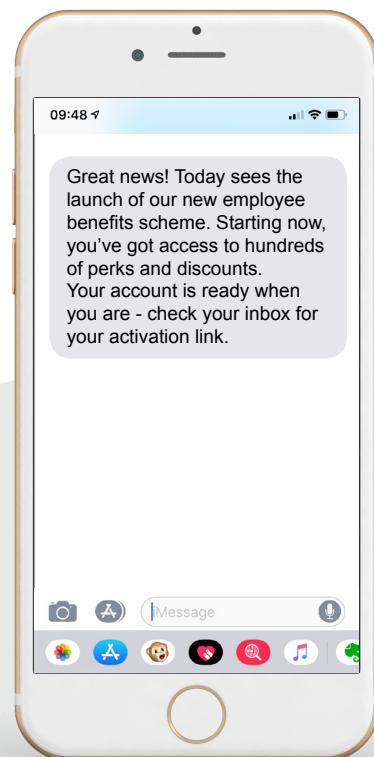 09:48
Great news! Today sees the
launch of our new employee
benefits scheme. Starting now,
you’ve got access to hundreds
of perks and discounts.
Your account is ready when
you are - check your inbox for
your activation link.
iMessage